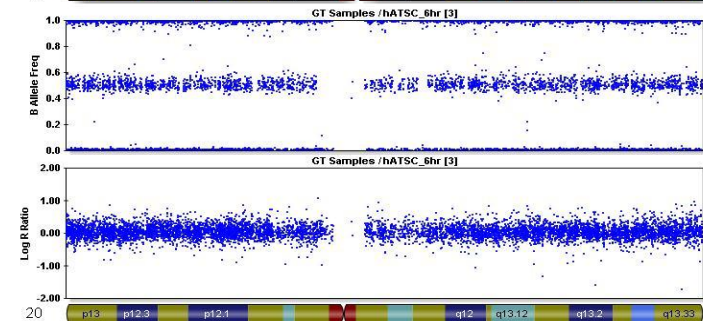 GT Samples /hATSC_6hr [3]
1.0
0.8
0.6
0.4
0.2
0.0
B Allele Freq
GT Samples /hATSC_6hr [3]
2.00
1.00
0.00
-1.00
-2.00
Log R Ratio
20
p13 p12.3 p12.1 q12 q13.12 q13.2 q13.33